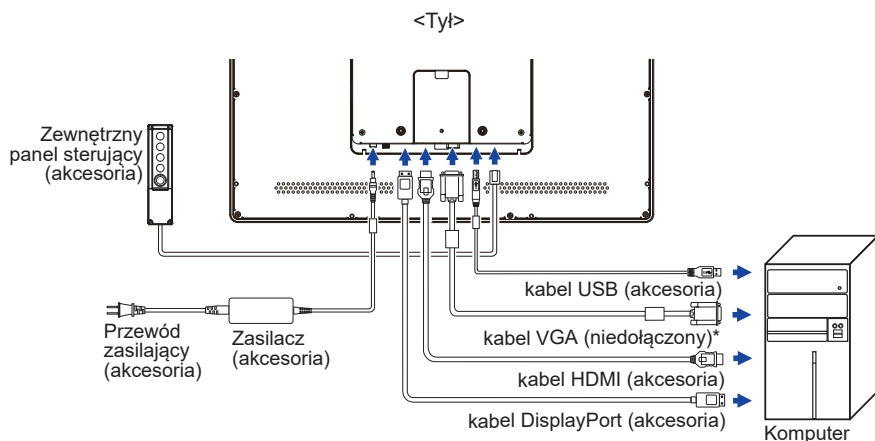 <Tył>
Zewnętrzny
panel sterujący
(akcesoria)
kabel USB (akcesoria)
Przewód
zasilający
(akcesoria)
Zasilacz
(akcesoria)
kabel VGA (niedołączony)*
kabel HDMI (akcesoria)
kabel DisplayPort (akcesoria)
Komputer